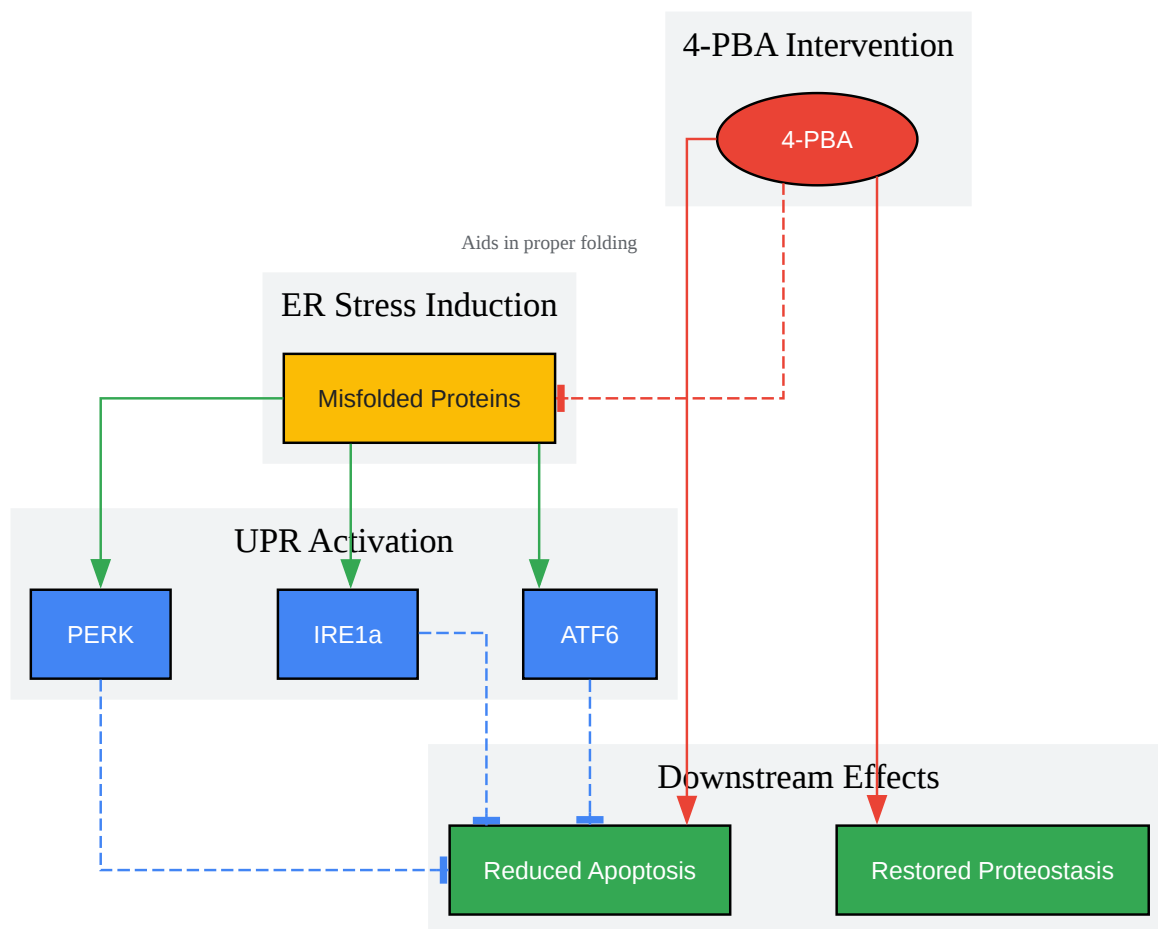 4-PBA Intervention
4-PBA
Aids in proper folding
ER Stress Induction
Misfolded Proteins
UPR Activation
PERK
IRE1a
ATF6
Downstream Effects
Reduced Apoptosis
Restored Proteostasis